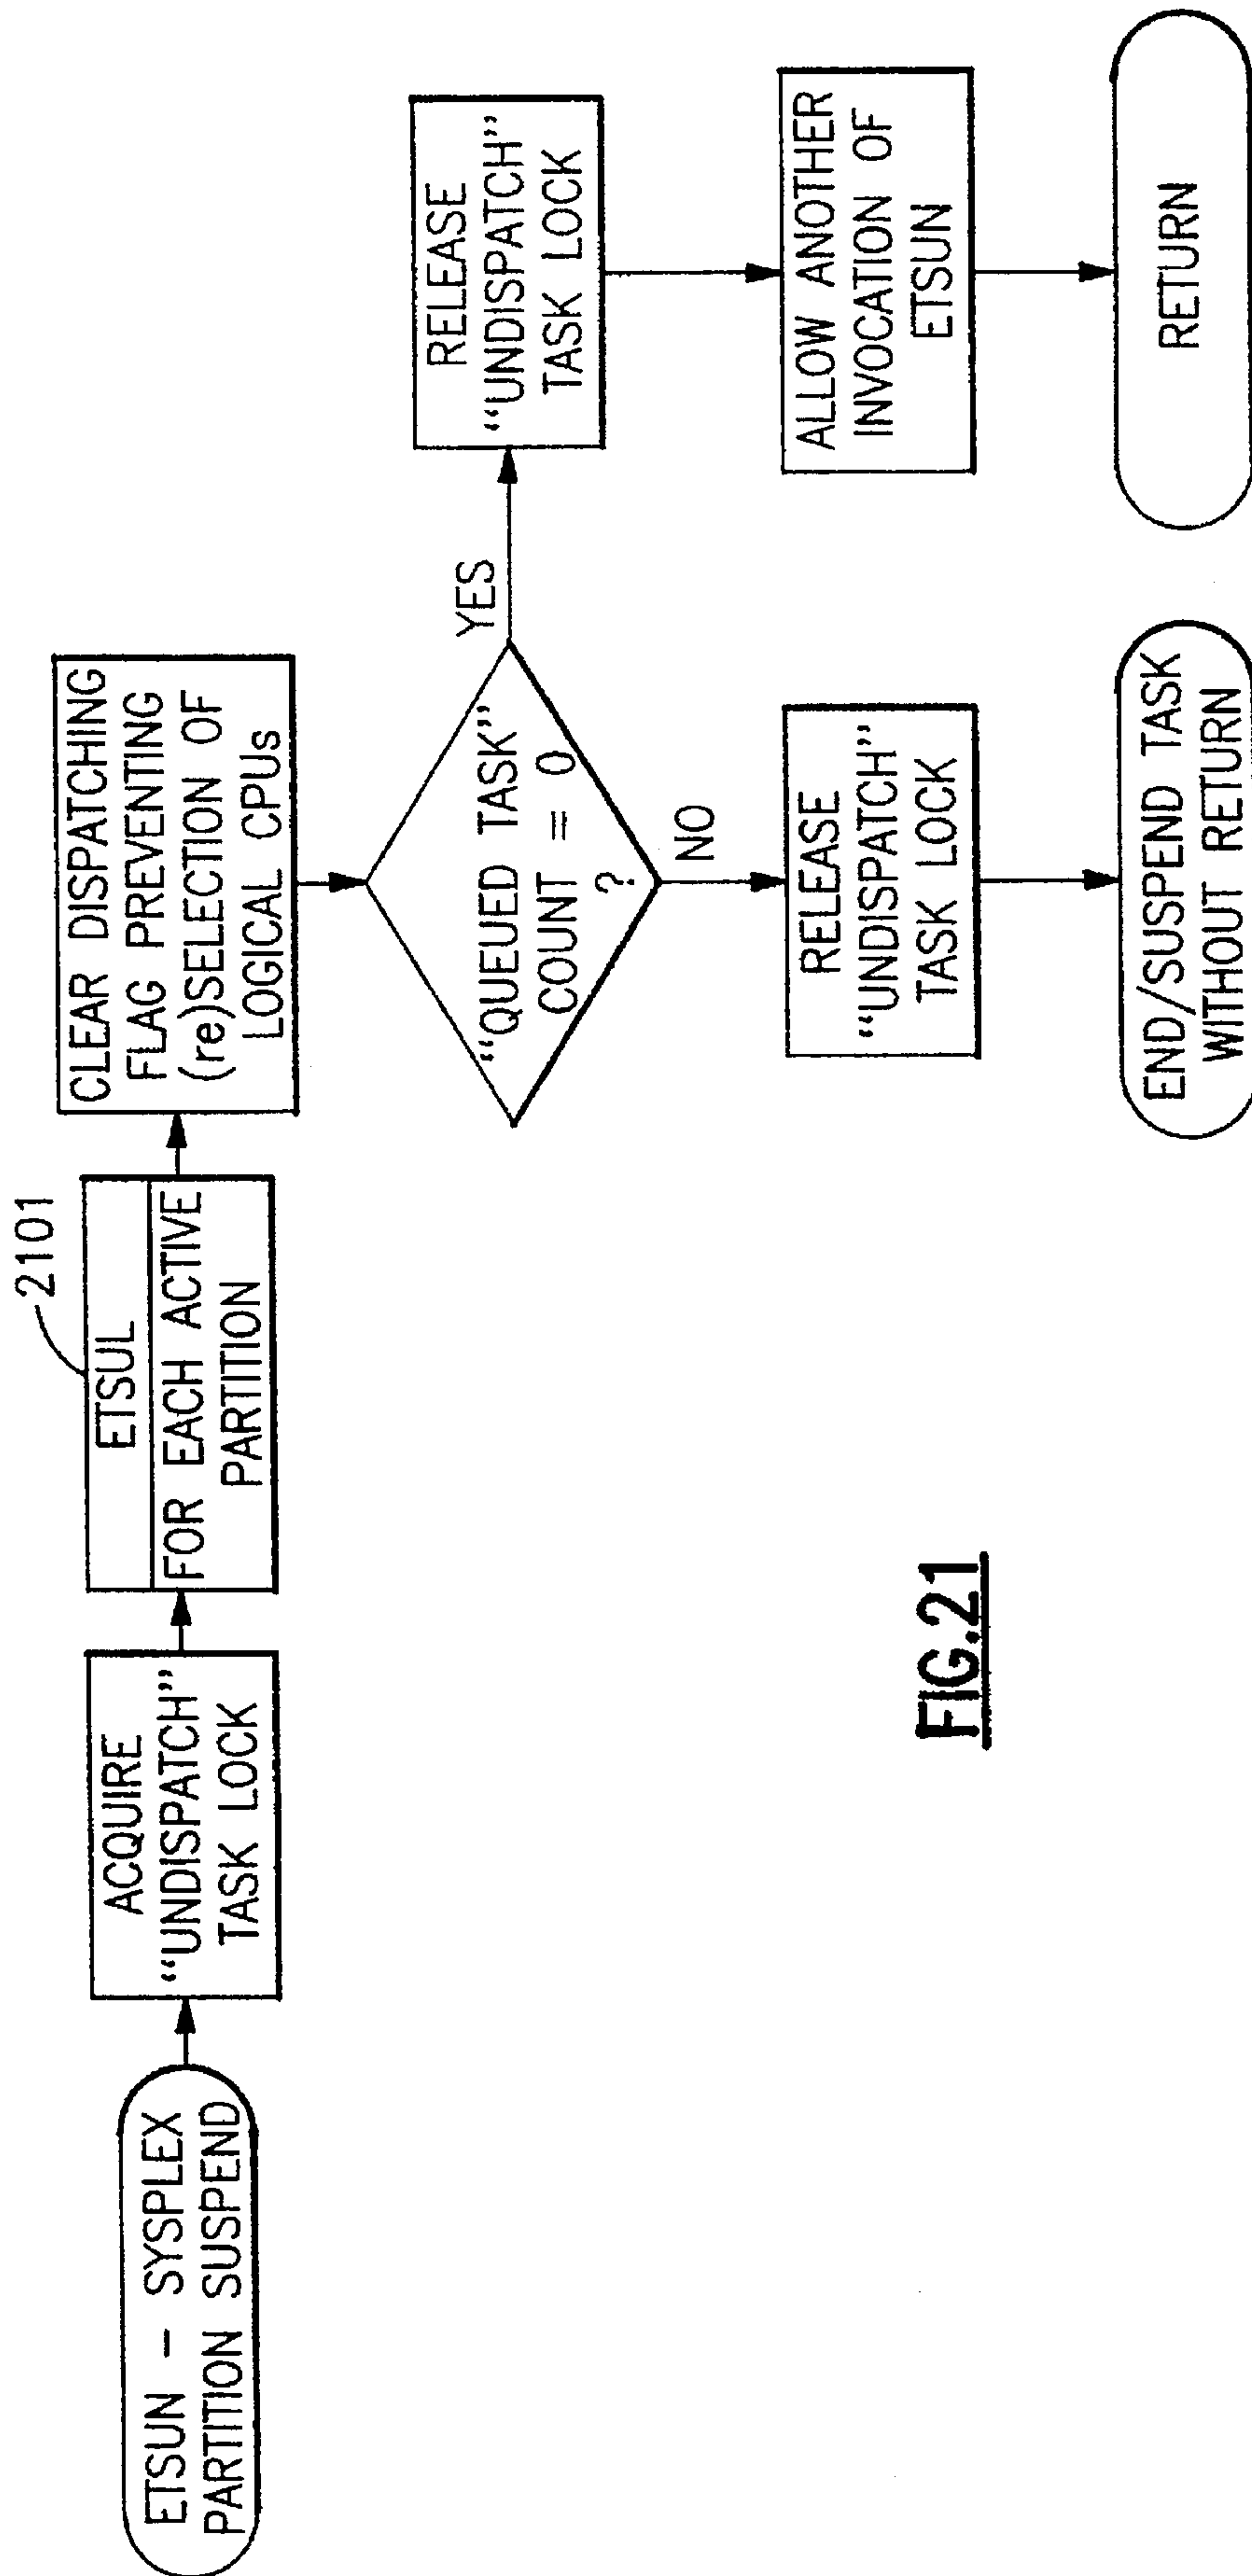 ETSUN – SYSPLEX
PARTITION SUSPEND
ACQUIRE
“UNDISPATCH”
TASK LOCK
2101
ETSUL
FOR EACH ACTIVE
PARTITION
CLEAR DISPATCHING
FLAG PREVENTING
(re)SELECTION OF
LOGICAL CPUs
“QUEUED TASK”
COUNT = 0
?
YES
RELEASE
“UNDISPATCH”
TASK LOCK
ALLOW ANOTHER
INVOCATION OF
ETSUN
RETURN
NO
RELEASE
“UNDISPATCH”
TASK LOCK
END/SUSPEND TASK
WITHOUT RETURN
FIG.21